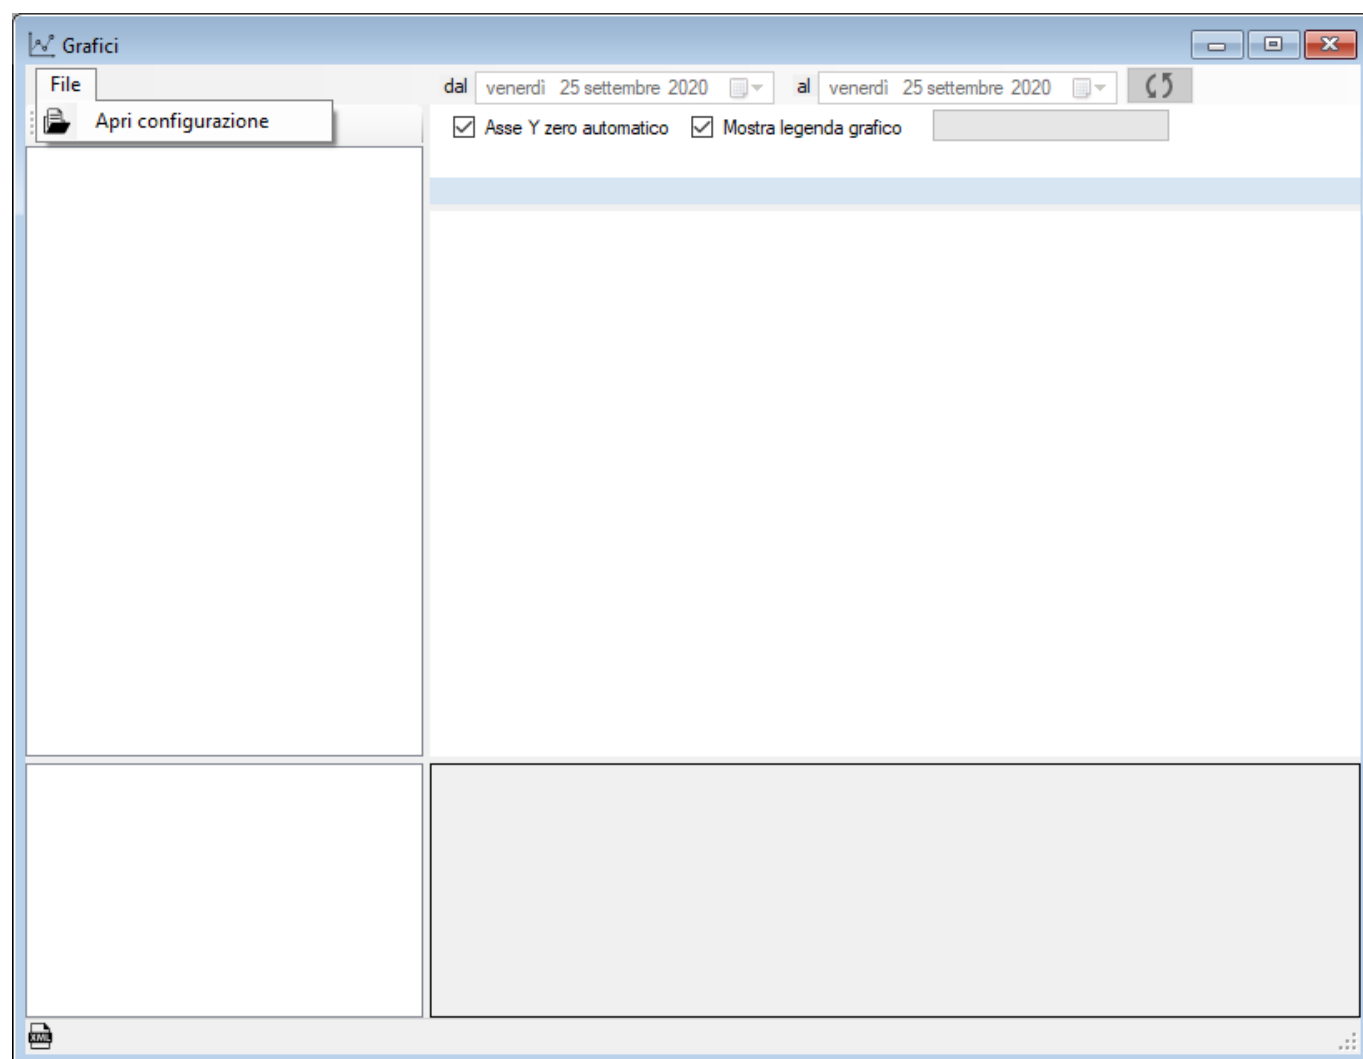 Grafici
File
dal venerdì 25 settembre 2020 al venerdì 25 settembre 2020
Apri configurazione
Asse Y zero automatico Mostra legenda grafico
XML